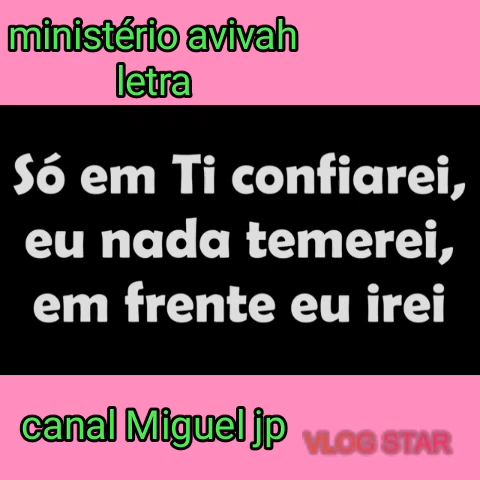 ministério avivah
letra
Só em Ti confiarei,
eu nada temerei,
em frente eu irei
canal Miguel jp
VLOG STAR